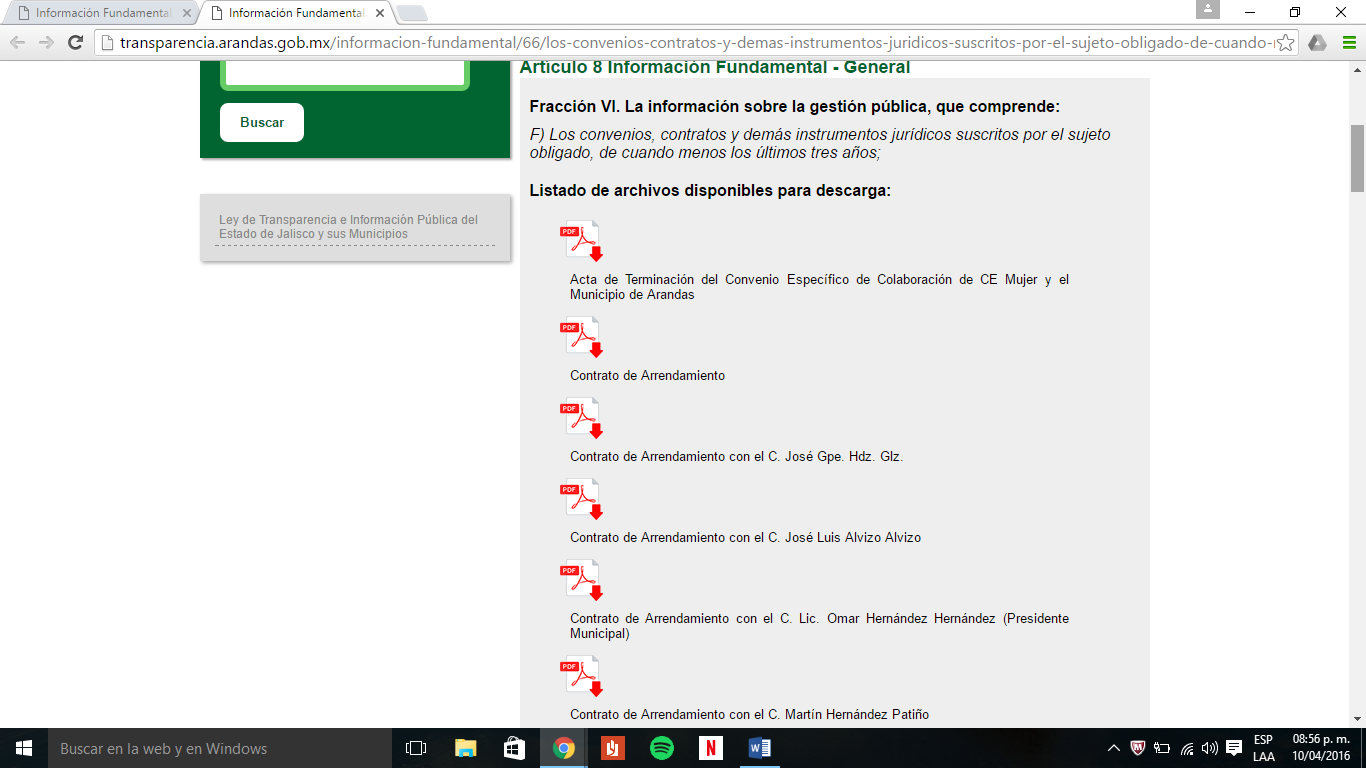 Información Fundamental
Información Fundamental
transparencia.arandas.gob.mx/informacion-fundamental/66/los-convenios-contratos-y-demas-instrumentos-juridicos-suscritos-por-el-sujeto-obligado-de-cuando-
Buscar
Ley de Transparencia e Información Pública del
Estado de Jalisco y sus Municipios
Artículo 8 Información Fundamental - General
Fracción VI. La información sobre la gestión pública, que comprende:
F) Los convenios, contratos y demás instrumentos jurídicos suscritos por el sujeto
obligado, de cuando menos los últimos tres años;
Listado de archivos disponibles para descarga:
PDF
Acta de Terminación del Convenio Específico de Colaboración de CE Mujer y el
Municipio de Arandas
PDF
Contrato de Arrendamiento
PDF
Contrato de Arrendamiento con el C. José Gpe. Hdz. Glz.
PDF
Contrato de Arrendamiento con el C. José Luis Alvizo Alvizo
PDF
Contrato de Arrendamiento con el C. Lic. Omar Hernández Hernández (Presidente
Municipal)
PDF
Contrato de Arrendamiento con el C. Martín Hernández Patiño
Buscar en la web y en Windows
ESP
LAA
08:56 p. m.
10/04/2016